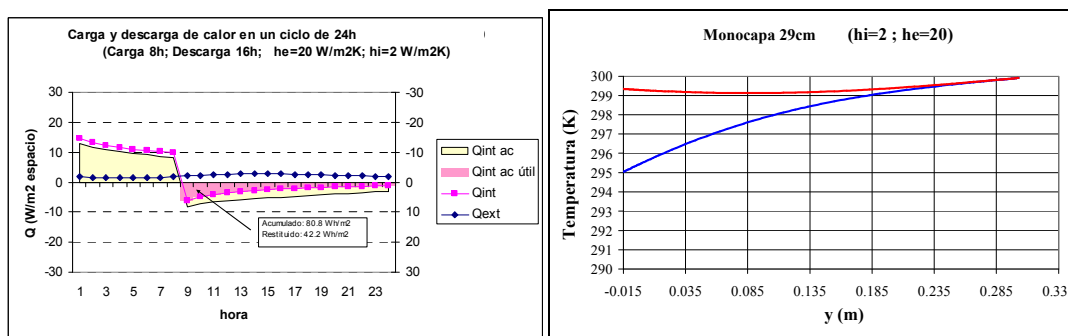 Carga y descarga de calor en un ciclo de 24h )
(Carga 8h; Descarga 16h; he=20 W/m2K; hi=2 W/m2K)
Q (W/m2 espacio)
30 -30
20 -20
10 -10
0 0
-10 10
-20 20
-30 30
1 3 5 7 9 11 13 15 17 19 21 23
hora
Acumulado: 80.8 Wh/m2
Restituido: 42.2 Wh/m2
Qint ac
Qint ac útil
Qint
Qext
Monocapa 29cm (hi=2 ; he=20)
Temperatura (K)
300
299
298
297
296
295
294
293
292
291
290
-0.015 0.035 0.085 0.135 0.185 0.235 0.285 0.335
y (m)